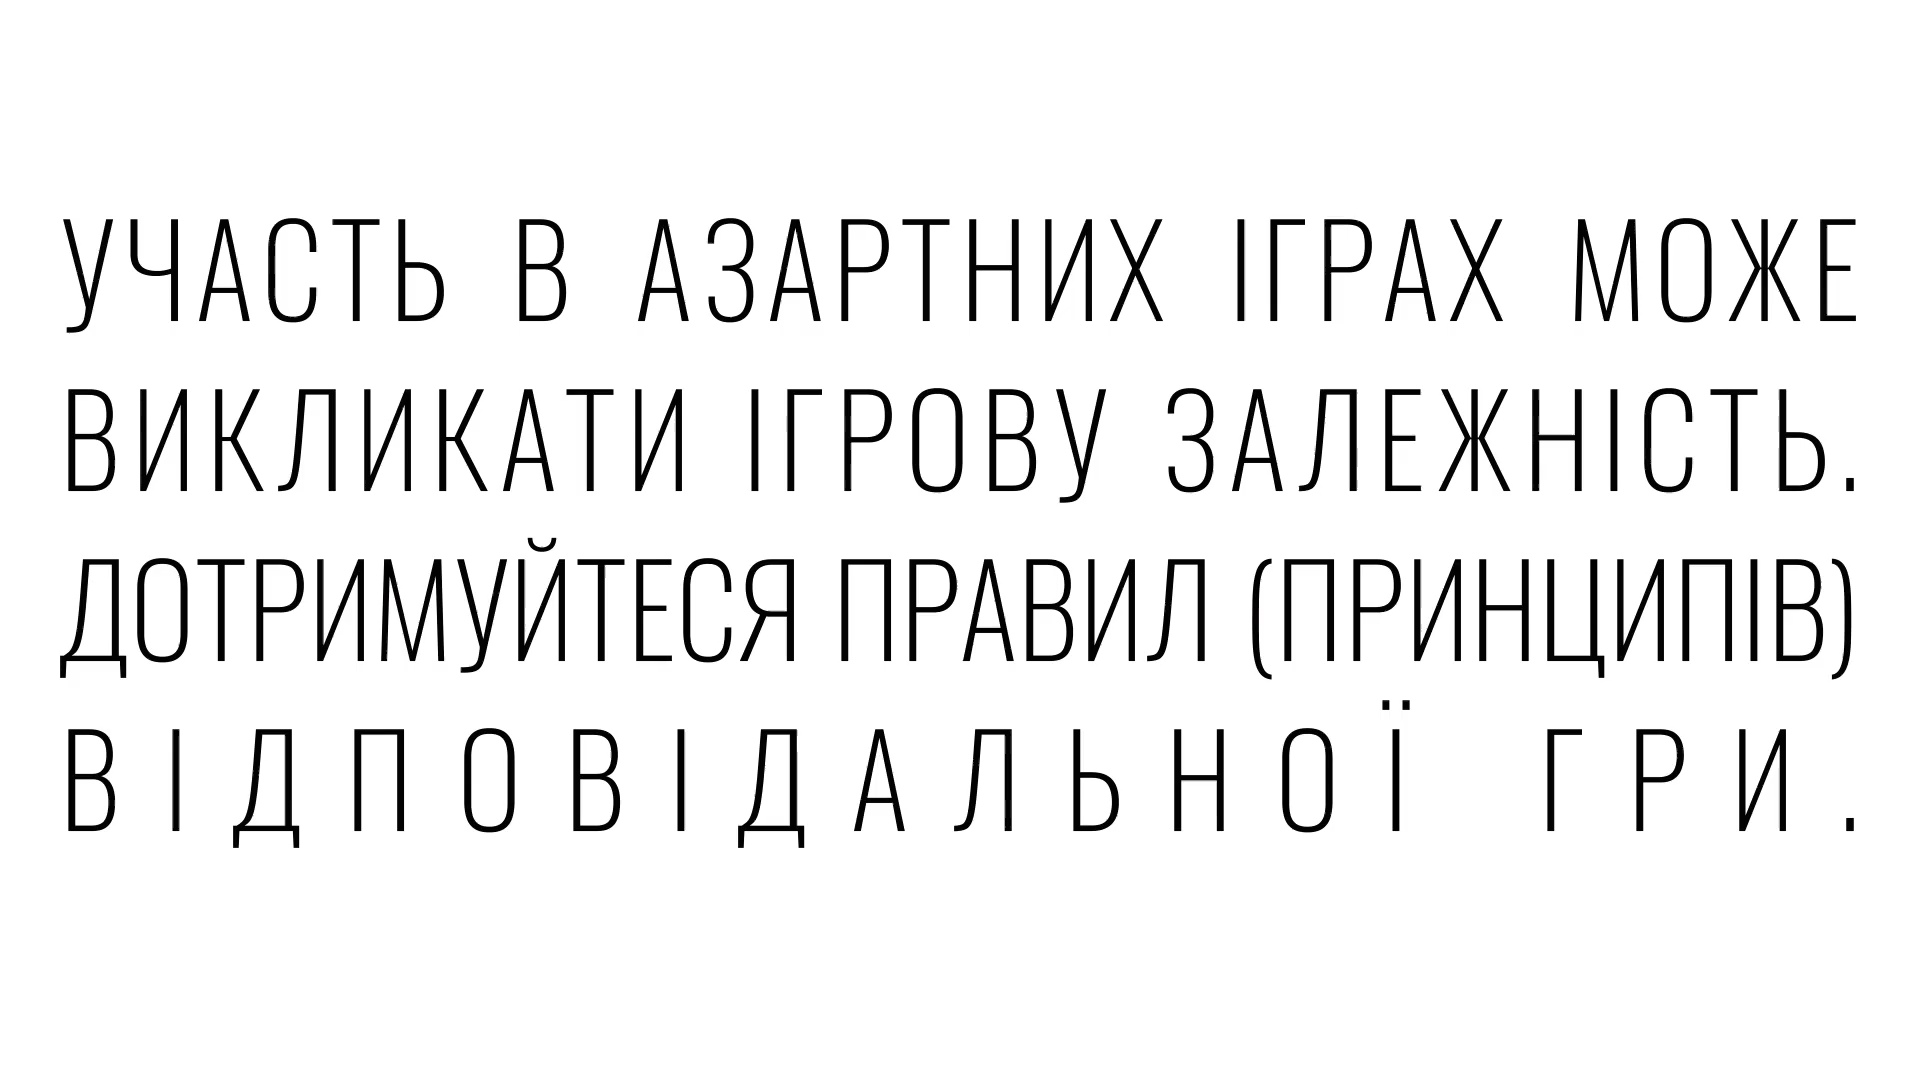 УЧАСТЬ В АЗАРТНИХ ІГРАХ МОЖЕ
ВИКЛИКАТИ ІГРОВУ ЗАЛЕЖНІСТЬ.
ДОТРИМУЙТЕСЯ ПРАВИЛ (ПРИНЦИПІВ)
ВІДПОВІДАЛЬНОЇ ГРИ.